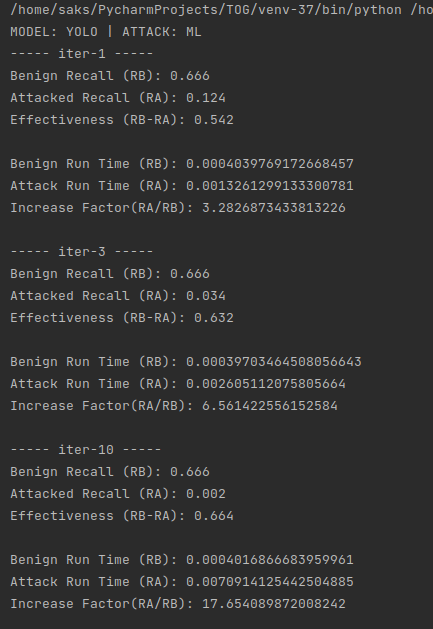 /home/saks/PycharmProjects/TOG/venv-37/bin/python /ho
MODEL: YOLO | ATTACK: ML
----- iter-1 -----
Benign Recall (RB): 0.666
Attacked Recall (RA): 0.124
Effectiveness (RB-RA): 0.542
Benign Run Time (RB): 0.0004039769172668457
Attack Run Time (RA): 0.0013261299133300781
Increase Factor(RA/RB): 3.2826873433813226
----- iter-3 -----
Benign Recall (RB): 0.666
Attacked Recall (RA): 0.034
Effectiveness (RB-RA): 0.632
Benign Run Time (RB): 0.00039703464508056643
Attack Run Time (RA): 0.002605112075805664
Increase Factor(RA/RB): 6.561422556152584
----- iter-10 -----
Benign Recall (RB): 0.666
Attacked Recall (RA): 0.002
Effectiveness (RB-RA): 0.664
Benign Run Time (RB): 0.0004016866683959961
Attack Run Time (RA): 0.0070914125442504885
Increase Factor(RA/RB): 17.654089872008242